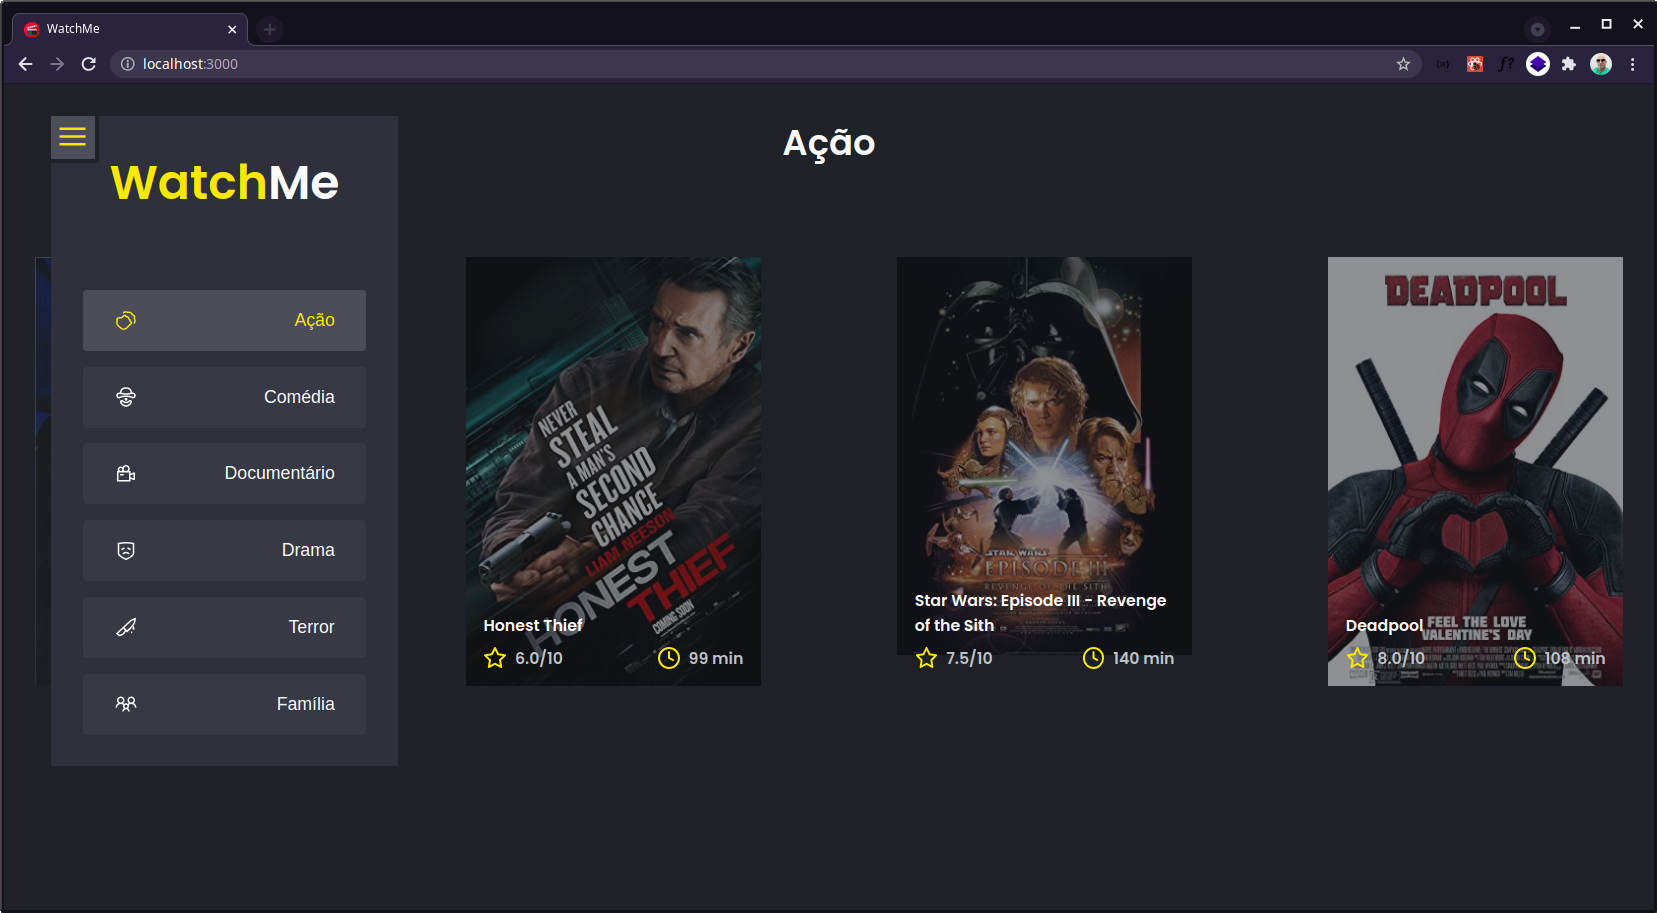 WatchMe
localhost:3000
f?
WatchMe
Ação
Comédia
Documentário
Drama
Terror
Família
Ação
NEVER
STEAL
A MAN'S
SECOND
CHANCE
LIAM NEESON
HONEST
THIEF
COMING SOON
Honest Thief
6.0/10
99 min
STAR WARS
EPISODE III
REVENGE OF THE SITH
Star Wars: Episode III - Revenge
of the Sith
7.5/10
140 min
DEADPOOL
FEEL THE LOVE
VALENTINE'S DAY
Deadpool
8.0/10
108 min